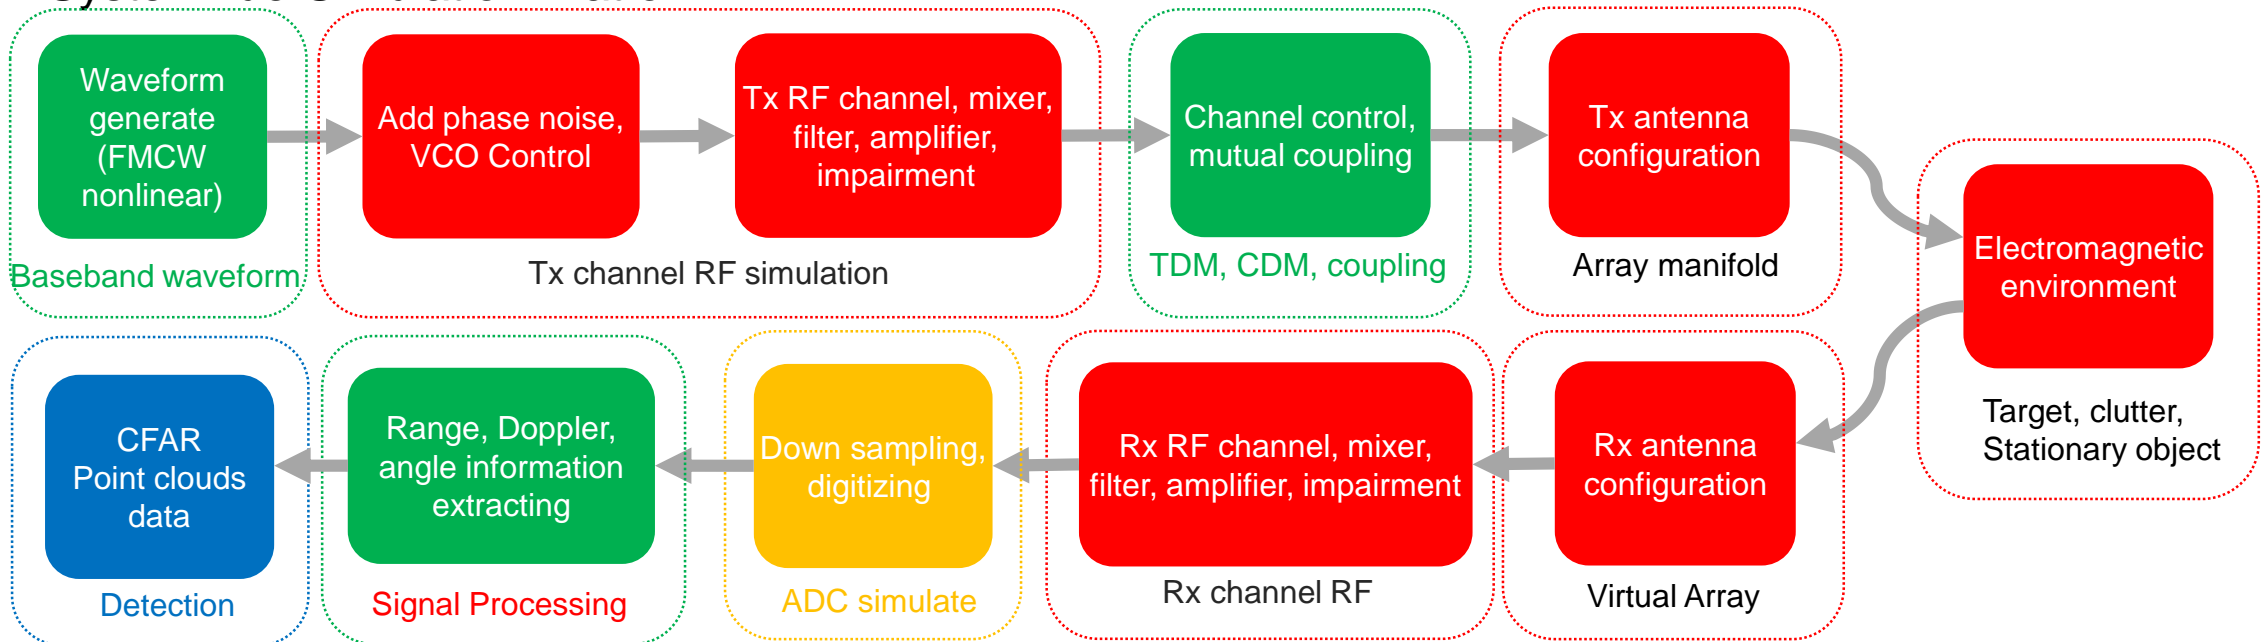 Waveform
generate
(FMCW
nonlinear)
Baseband waveform
Add phase noise,
VCO Control
Tx RF channel, mixer,
filter, amplifier,
impairment
Tx channel RF simulation
Channel control,
mutual coupling
TDM, CDM, coupling
Tx antenna
configuration
Array manifold
Electromagnetic
environment
Target, clutter,
Stationary object
Rx antenna
configuration
Virtual Array
Rx RF channel, mixer,
filter, amplifier, impairment
Rx channel RF
Down sampling,
digitizing
ADC simulate
Range, Doppler,
angle information
extracting
Signal Processing
CFAR
Point clouds
data
Detection